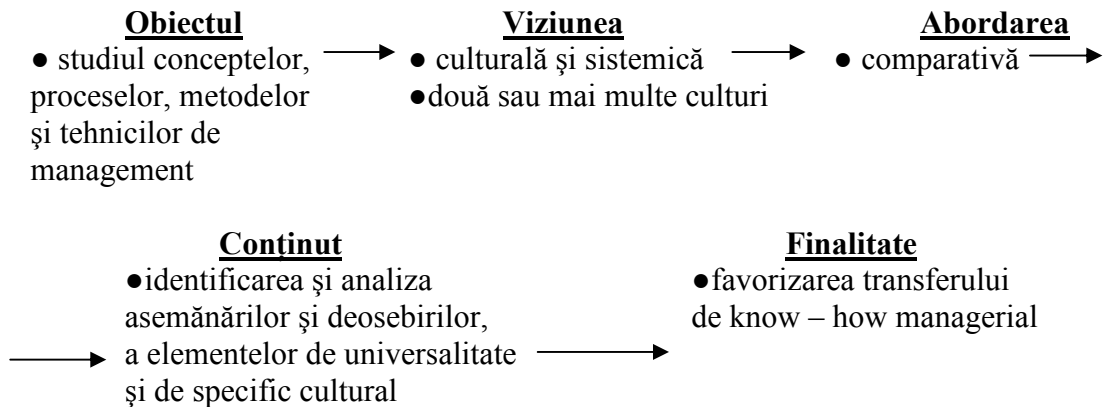 Obiectul
● studiul conceptelor,
proceselor, metodelor
şi tehnicilor de
management
Viziunea
● culturală şi sistemică
●două sau mai multe culturi
Abordarea
● comparativă
Conţinut
●identificarea şi analiza
asemănărilor şi deosebirilor,
a elementelor de universalitate
şi de specific cultural
Finalitate
●favorizarea transferului
de know – how managerial